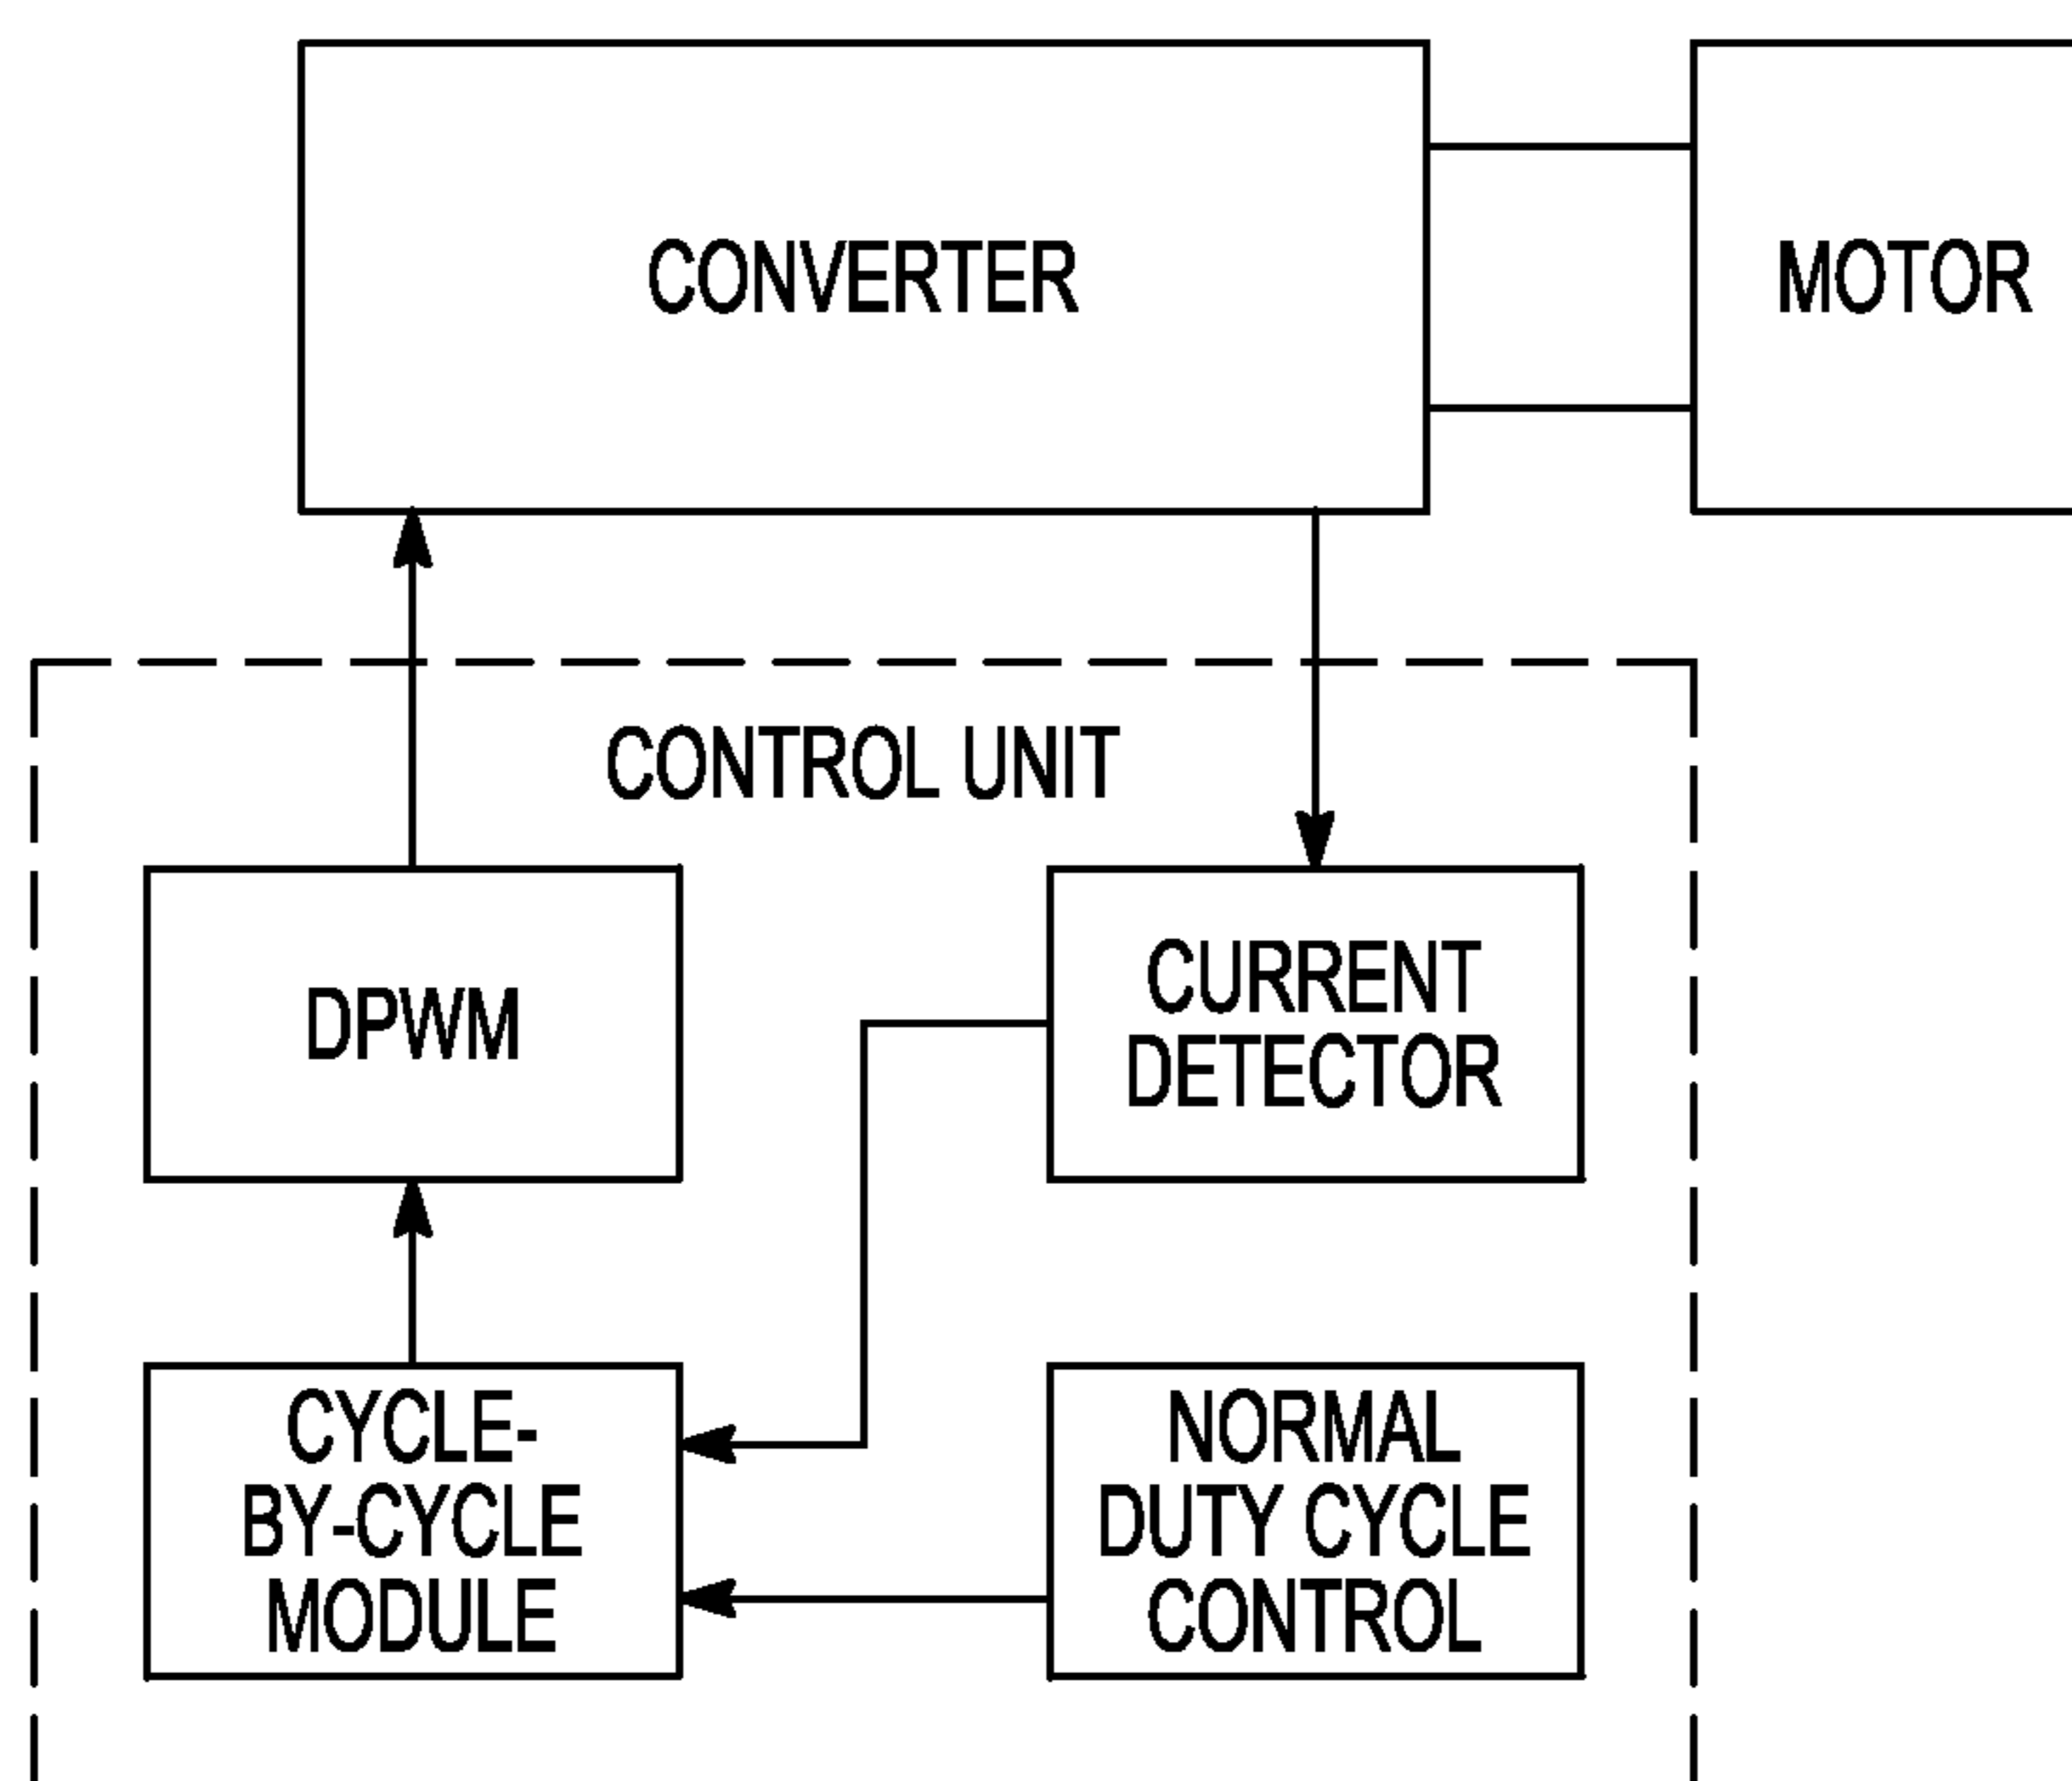 CONVERTER
MOTOR
CONTROL UNIT
DPWM
CURRENT
DETECTOR
CYCLE-
BY-CYCLE
MODULE
NORMAL
DUTY CYCLE
CONTROL